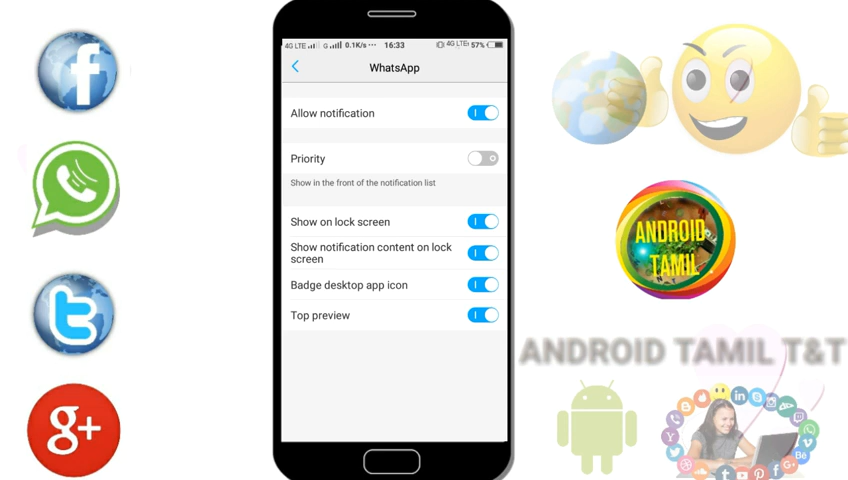 4G LTE G 0.1K/s ··· 16:33 4G LTE 57%
WhatsApp
Allow notification
Priority
Show in the front of the notification list
Show on lock screen
Show notification content on lock
screen
Badge desktop app icon
Top preview
ANDROID
TAMIL
ANDROID TAMIL T&T